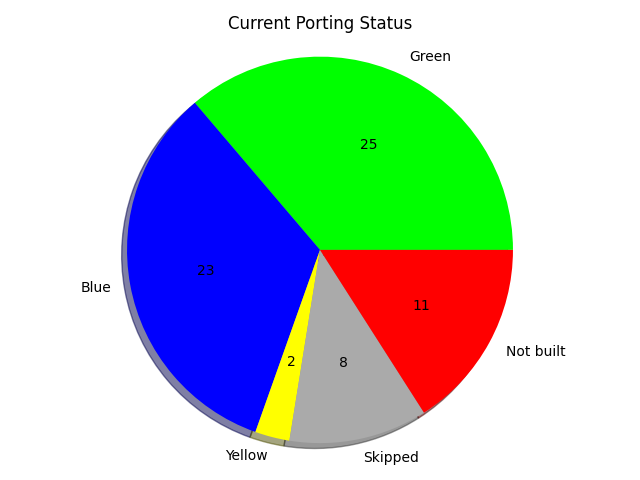 Current Porting Status
Green
25
Blue
23
Yellow
2
Skipped
8
Not built
11